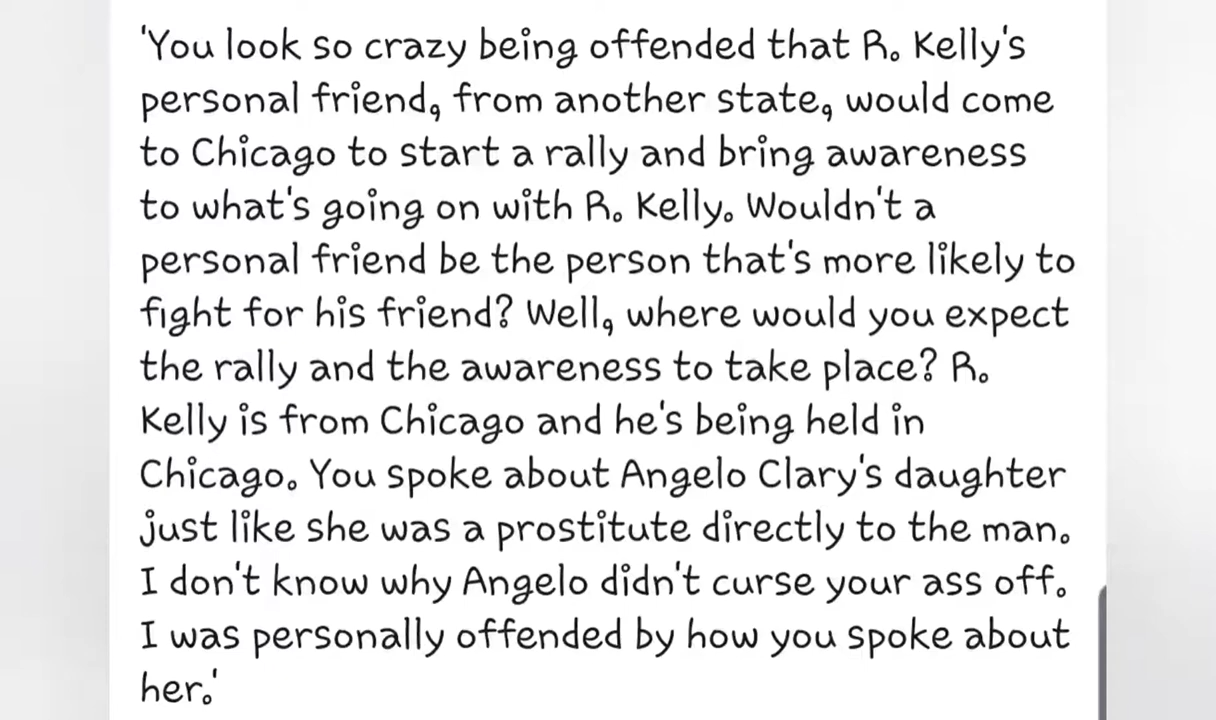 'You look so crazy being offended that R. Kelly's
personal friend, from another state, would come
to Chicago to start a rally and bring awareness
to what's going on with R. Kelly. Wouldn't a
personal friend be the person that's more likely to
fight for his friend? Well, where would you expect
the rally and the awareness to take place? R.
Kelly is from Chicago and he's being held in
Chicago. You spoke about Angelo Clary's daughter
just like she was a prostitute directly to the man.
I don't know why Angelo didn't curse your ass off.
I was personally offended by how you spoke about
her.'